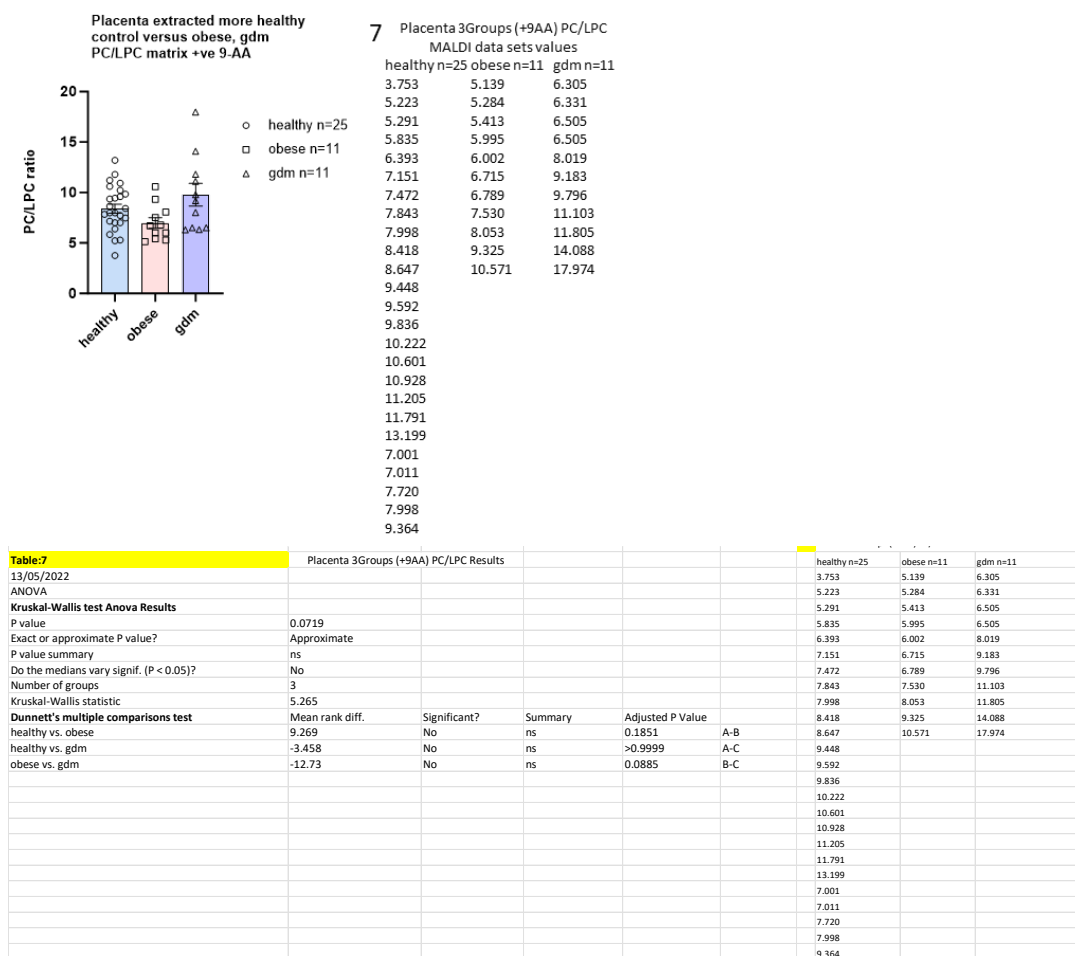 Placenta extracted more healthy
control versus obese, gdm
PC/LPC matrix +ve 9-AA
20
15
10
5
0
PC/LPC ratio
healthy
obese
gdm
healthy n=25
obese n=11
gdm n=11
7
Placenta 3Groups (+9AA) PC/LPC
MALDI data sets values
healthy n=25 obese n=11 gdm n=11
3.753 5.139 6.305
5.223 5.284 6.331
5.291 5.413 6.505
5.835 5.995 6.505
6.393 6.002 8.019
7.151 6.715 9.183
7.472 6.789 9.796
7.843 7.530 11.103
7.998 8.053 11.805
8.418 9.325 14.088
8.647 10.571 17.974
9.448
9.592
9.836
10.222
10.601
10.928
11.205
11.791
13.199
7.001
7.011
7.720
7.998
9.364
Table:7 Placenta 3Groups (+9AA) PC/LPC Results
13/05/2022
ANOVA
Kruskal-Wallis test Anova Results
P value 0.0719
Exact or approximate P value? Approximate
P value summary ns
Do the medians vary signif. (P < 0.05)? No
Number of groups 3
Kruskal-Wallis statistic 5.265
Dunnett's multiple comparisons test Mean rank diff. Significant? Summary Adjusted P Value
healthy vs. obese 9.269 No ns 0.1851 A-B
healthy vs. gdm -3.458 No ns >0.9999 A-C
obese vs. gdm -12.73 No ns 0.0885 B-C
healthy n=25 obese n=11 gdm n=11
3.753 5.139 6.305
5.223 5.284 6.331
5.291 5.413 6.505
5.835 5.995 6.505
6.393 6.002 8.019
7.151 6.715 9.183
7.472 6.789 9.796
7.843 7.530 11.103
7.998 8.053 11.805
8.418 9.325 14.088
8.647 10.571 17.974
9.448
9.592
9.836
10.222
10.601
10.928
11.205
11.791
13.199
7.001
7.011
7.720
7.998
9.364